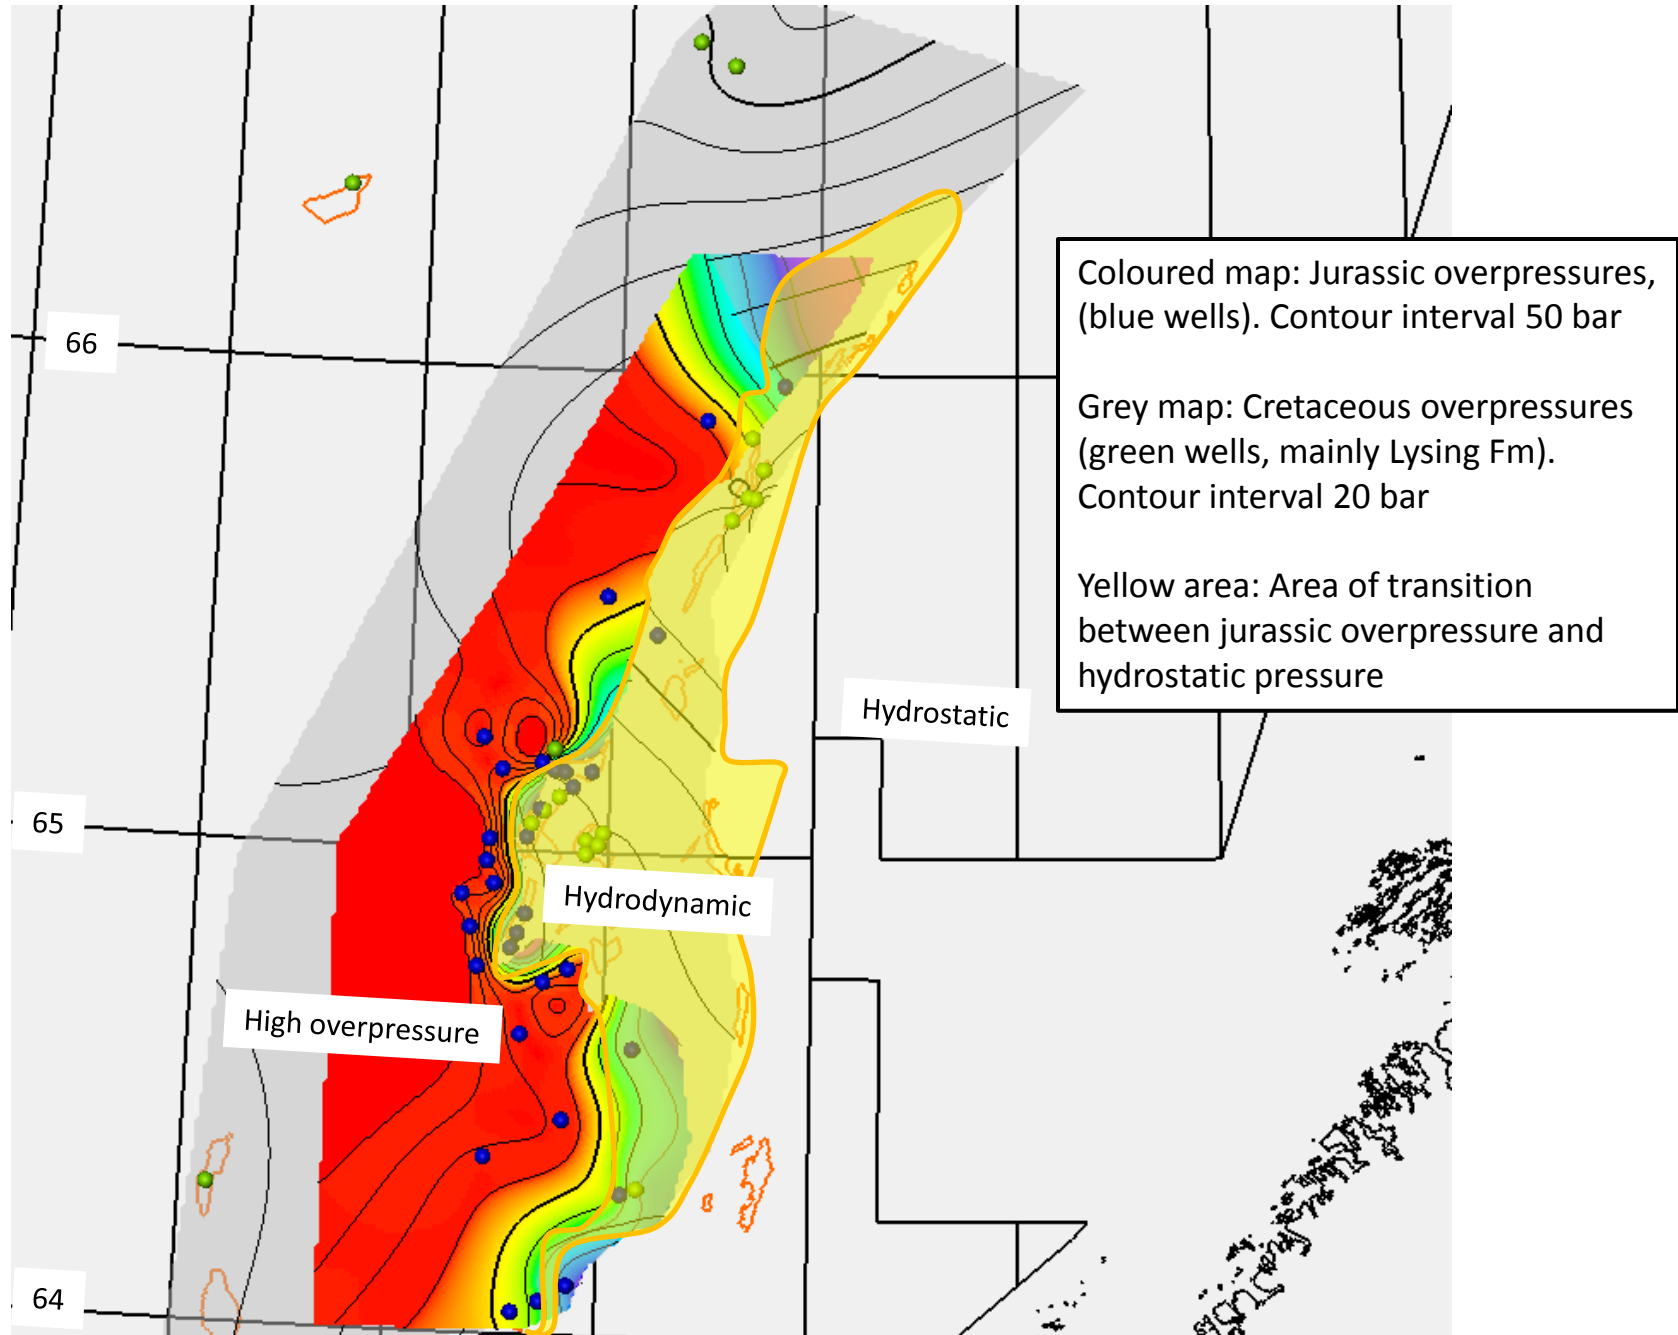 Coloured map: Jurassic overpressures,
(blue wells). Contour interval 50 bar
Grey map: Cretaceous overpressures
(green wells, mainly Lysing Fm).
Contour interval 20 bar
Yellow area: Area of transition
between jurassic overpressure and
hydrostatic pressure
66
Hydrostatic
65
Hydrodynamic
High overpressure
64